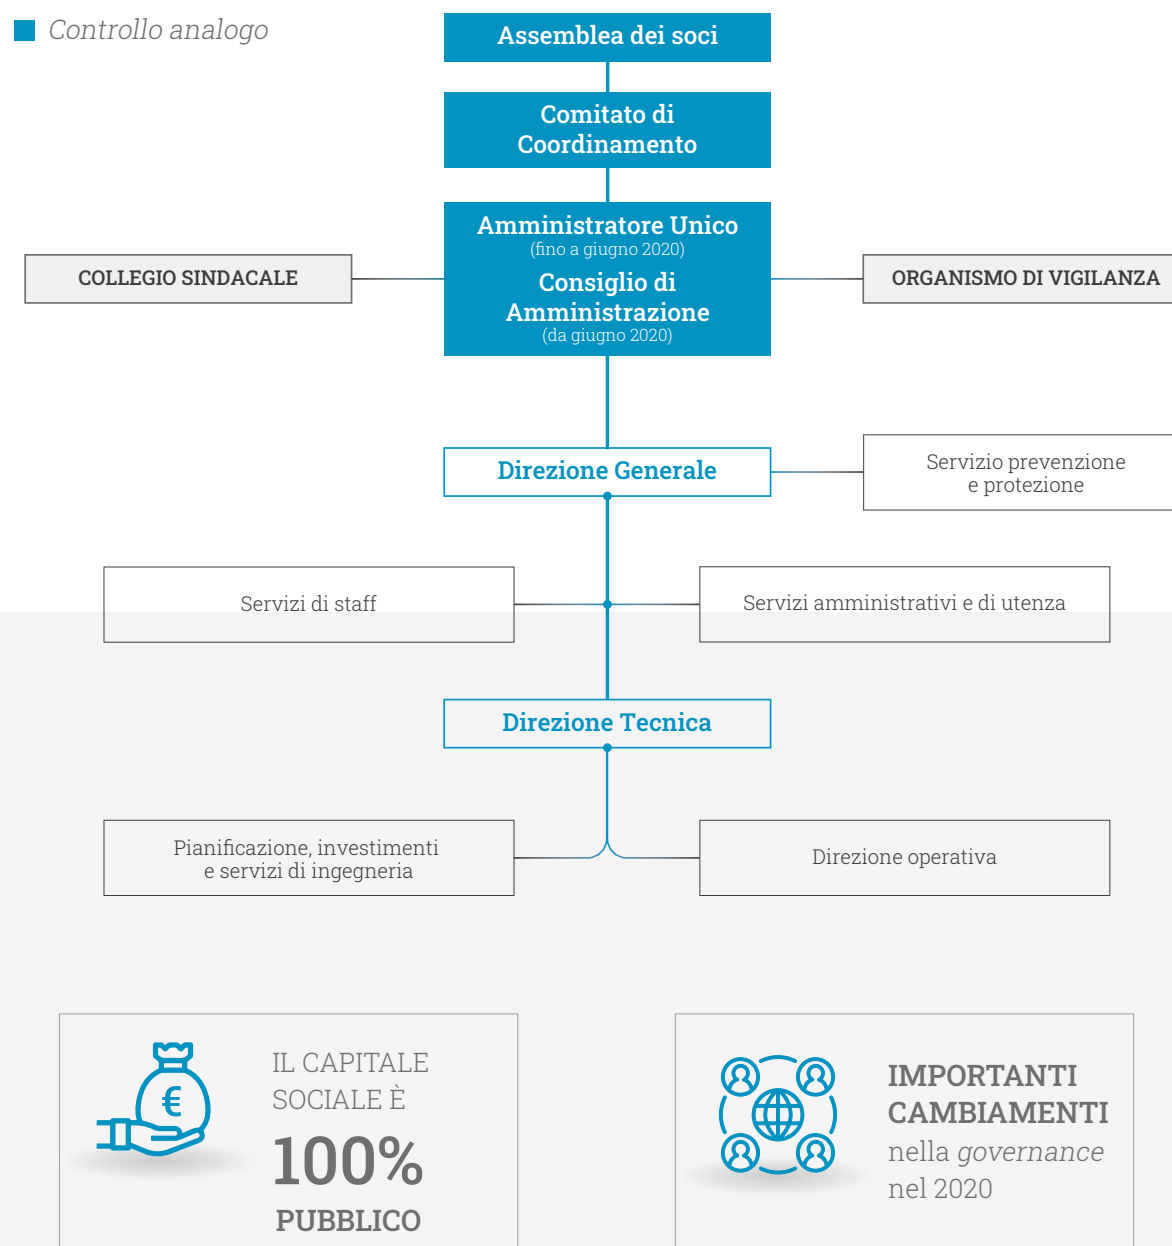 Controllo analogo
Assemblea dei soci
Comitato di
Coordinamento
Amministratore Unico
(fino a giugno 2020)
Consiglio di
Amministrazione
(da giugno 2020)
COLLEGIO SINDACALE
ORGANISMO DI VIGILANZA
Direzione Generale
Servizio prevenzione
e protezione
Servizi di staff
Servizi amministrativi e di utenza
Direzione Tecnica
Pianificazione, investimenti
e servizi di ingegneria
Direzione operativa
€
IL CAPITALE
SOCIALE È
100%
PUBBLICO
IMPORTANTI
CAMBIAMENTI
nella governance
nel 2020